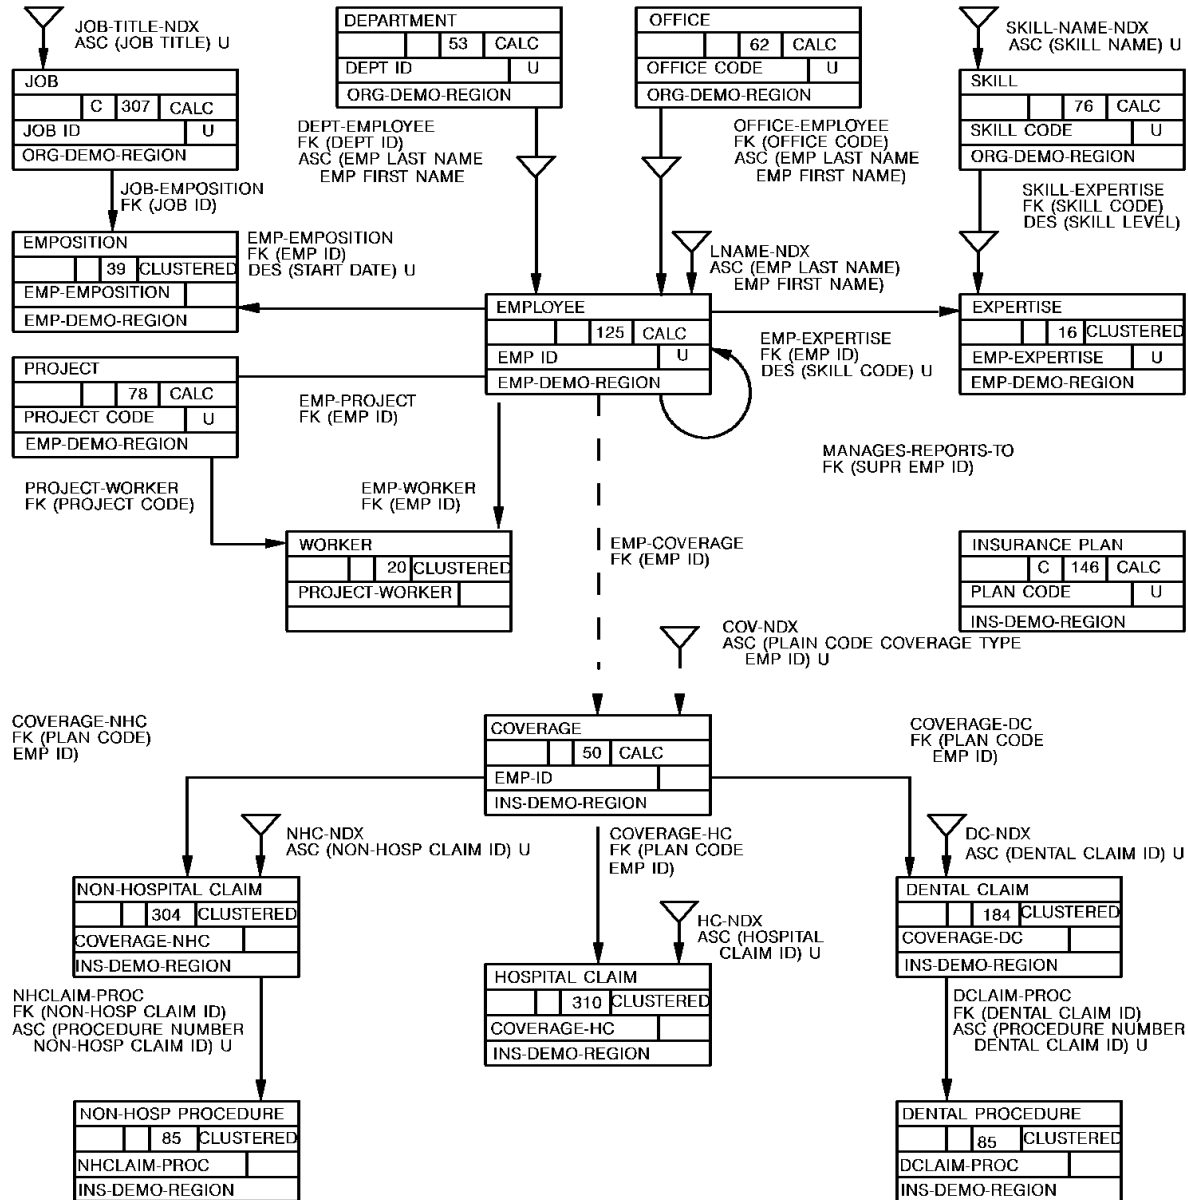 JOB-TITLE-NDX
ASC (JOB TITLE) U
JOB
C 307 CALC
JOB ID U
ORG-DEMO-REGION
DEPARTMENT
53 CALC
DEPT ID U
ORG-DEMO-REGION
OFFICE
62 CALC
OFFICE CODE U
ORG-DEMO-REGION
SKILL-NAME-NDX
ASC (SKILL NAME) U
SKILL
76 CALC
SKILL CODE U
ORG-DEMO-REGION
DEPT-EMPLOYEE
FK (DEPT ID)
ASC (EMP LAST NAME
EMP FIRST NAME
OFFICE-EMPLOYEE
FK (OFFICE CODE)
ASC (EMP LAST NAME
EMP FIRST NAME)
JOB-EMPOSITION
FK (JOB ID)
SKILL-EXPERTISE
FK (SKILL CODE)
DES (SKILL LEVEL)
EMPOSITION
39 CLUSTERED
EMP-EMPOSITION
EMP-DEMO-REGION
EMP-EMPOSITION
FK (EMP ID)
DES (START DATE) U
LNAME-NDX
ASC (EMP LAST NAME)
EMP FIRST NAME)
EMPLOYEE
125 CALC
EMP ID U
EMP-DEMO-REGION
EXPERTISE
16 CLUSTERED
EMP-EXPERTISE U
EMP-DEMO-REGION
EMP-EXPERTISE
FK (EMP ID)
DES (SKILL CODE) U
PROJECT
78 CALC
PROJECT CODE U
EMP-DEMO-REGION
EMP-PROJECT
FK (EMP ID)
MANAGES-REPORTS-TO
FK (SUPR EMP ID)
PROJECT-WORKER
FK (PROJECT CODE)
EMP-WORKER
FK (EMP ID)
WORKER
20 CLUSTERED
PROJECT-WORKER
EMP-COVERAGE
FK (EMP ID)
INSURANCE PLAN
C 146 CALC
PLAN CODE U
INS-DEMO-REGION
COV-NDX
ASC (PLAIN CODE COVERAGE TYPE
EMP ID) U
COVERAGE-NHC
FK (PLAN CODE)
EMP ID)
COVERAGE
50 CALC
EMP-ID
INS-DEMO-REGION
COVERAGE-DC
FK (PLAN CODE
EMP ID)
NHC-NDX
ASC (NON-HOSP CLAIM ID) U
COVERAGE-HC
FK (PLAN CODE
EMP ID)
DC-NDX
ASC (DENTAL CLAIM ID) U
NON-HOSPITAL CLAIM
304 CLUSTERED
COVERAGE-NHC
INS-DEMO-REGION
HC-NDX
ASC (HOSPITAL
CLAIM ID) U
DENTAL CLAIM
184 CLUSTERED
COVERAGE-DC
INS-DEMO-REGION
HOSPITAL CLAIM
310 CLUSTERED
COVERAGE-HC
INS-DEMO-REGION
NHCLAIM-PROC
FK (NON-HOSP CLAIM ID)
ASC (PROCEDURE NUMBER
NON-HOSP CLAIM ID) U
DCLAIM-PROC
FK (DENTAL CLAIM ID)
ASC (PROCEDURE NUMBER
DENTAL CLAIM ID) U
NON-HOSP PROCEDURE
85 CLUSTERED
NHCLAIM-PROC
INS-DEMO-REGION
DENTAL PROCEDURE
85 CLUSTERED
DCLAIM-PROC
INS-DEMO-REGION